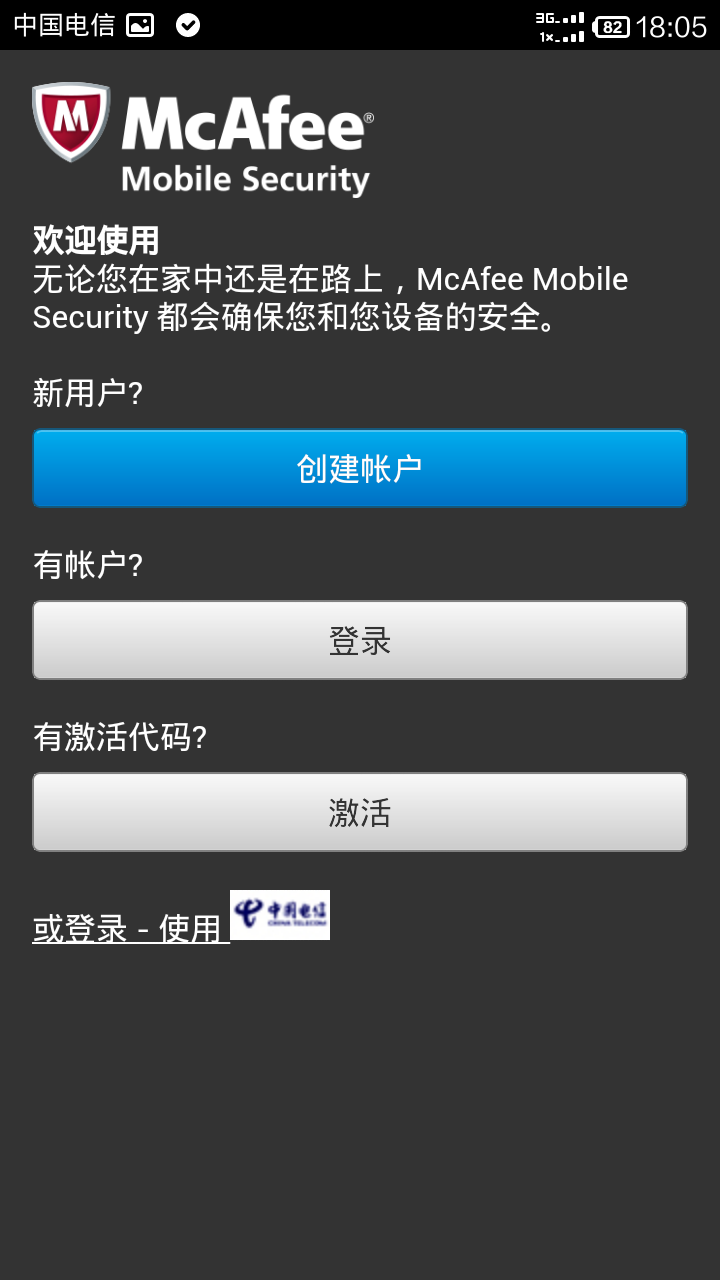 中国电信 3G 1× 82 18:05
M McAfee®
Mobile Security
欢迎使用
无论您在家中还是在路上，McAfee Mobile
Security 都会确保您和您设备的安全。
新用户?
创建帐户
有帐户?
登录
有激活代码?
激活
或登录 - 使用 中国电信
CHINA TELECOM